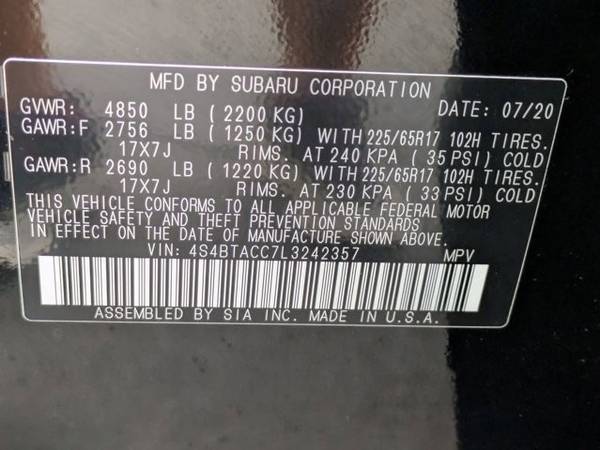 MFD BY SUBARU CORPORATION
GVWR: 4850 LB (2200 KG) DATE: 07/20
GAWR:F 2756 LB (1250 KG) WITH 225/65R17 102H TIRES.
17X7J RIMS. AT 240 KPA (35 PSI) COLD
GAWR:R 2690 LB (1220 KG) WITH 225/65R17 102H TIRES.
17X7J RIMS. AT 230 KPA (33 PSI) COLD
THIS VEHICLE CONFORMS TO ALL APPLICABLE FEDERAL MOTOR
VEHICLE SAFETY AND THEFT PREVENTION STANDARDS
IN EFFECT ON THE DATE OF MANUFACTURE SHOWN ABOVE.
VIN: 4S4BTACC7L3242357 MPV
ASSEMBLED BY SIA INC. MADE IN U.S.A.